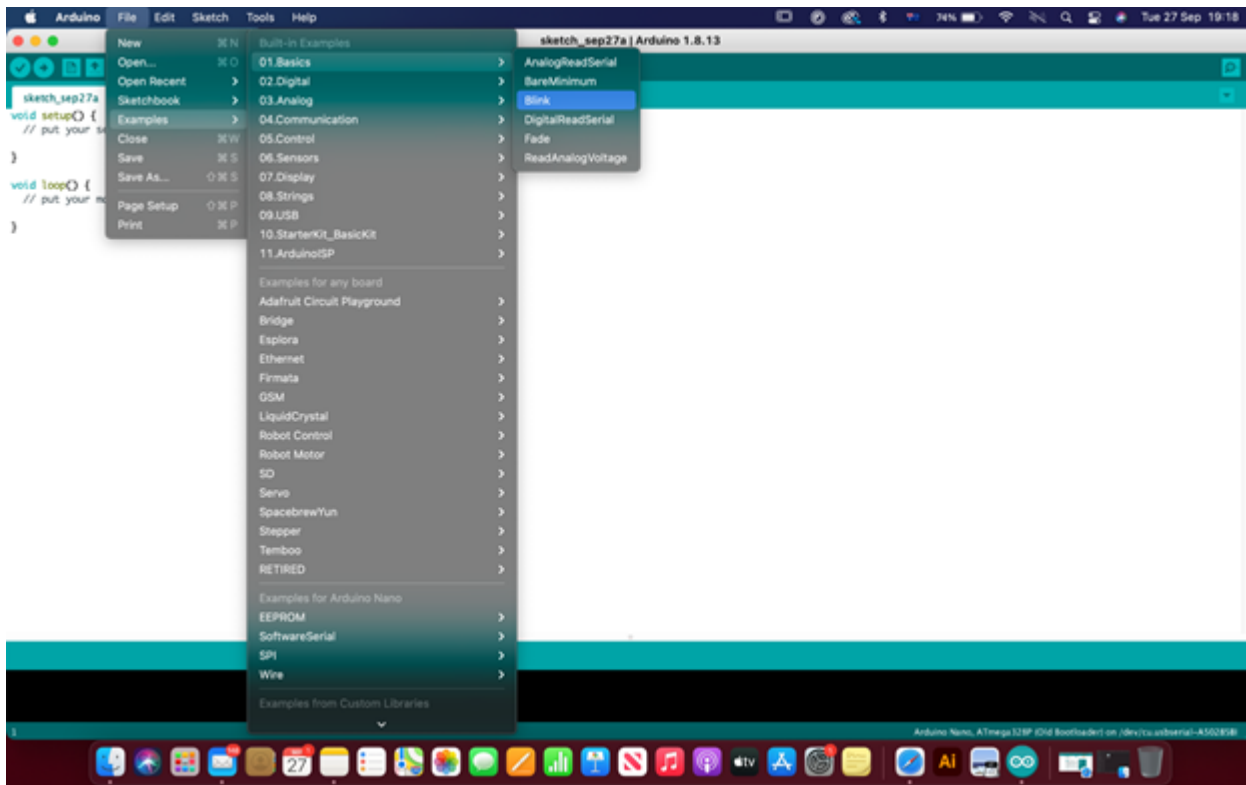 Arduino File Edit Sketch Tools Help 74% Tue 27 Sep 19:18
sketch_sep27a | Arduino 1.8.13
New ⌘ N
Open... ⌘ O
Open Recent
Sketchbook
Examples
Close ⌘ W
Save ⌘ S
Save As... ⇧ ⌘ S
Page Setup ⇧ ⌘ P
Print ⌘ P
Built-in Examples
01.Basics
02.Digital
03.Analog
04.Communication
05.Control
06.Sensors
07.Display
08.Strings
09.USB
10.StarterKit_BasicKit
11.ArduinoISP
Examples for any board
Adafruit Circuit Playground
Bridge
Esplora
Ethernet
Firmata
GSM
LiquidCrystal
Robot Control
Robot Motor
SD
Servo
SpacebrewYun
Stepper
Temboo
RETIRED
Examples for Arduino Nano
EEPROM
SoftwareSerial
SPI
Wire
Examples from Custom Libraries
AnalogReadSerial
BareMinimum
Blink
DigitalReadSerial
Fade
ReadAnalogVoltage
sketch_sep27a
void setup() {
// put your
}
void loop() {
// put your
}
1
Arduino Nano, ATmega328P (Old Bootloader) on /dev/cu.usbserial-A5028SBI
27
tv
Ai